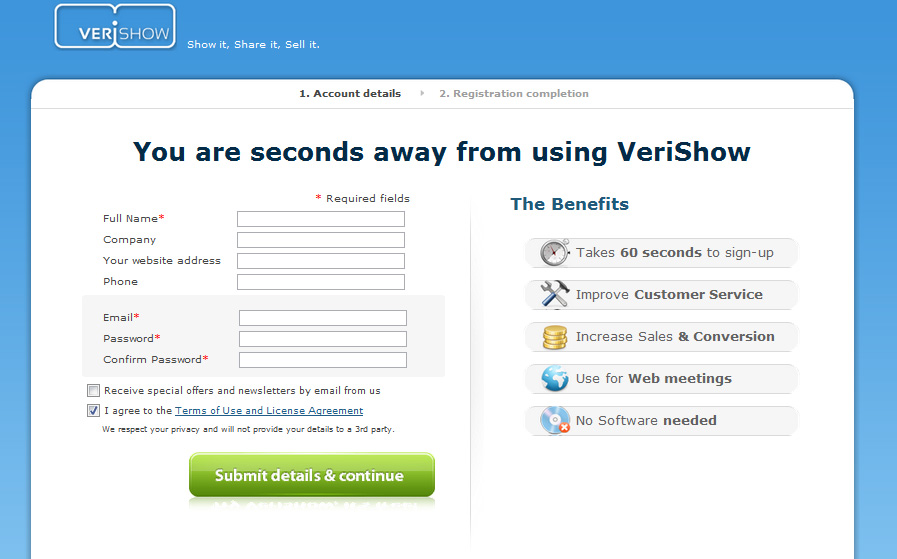 VERiSHOW
Show it, Share it, Sell it.
1. Account details
2. Registration completion
You are seconds away from using VeriShow
* Required fields
Full Name*
Company
Your website address
Phone
Email*
Password*
Confirm Password*
Receive special offers and newsletters by email from us
I agree to the Terms of Use and License Agreement
We respect your privacy and will not provide your details to a 3rd party.
Submit details & continue
The Benefits
Takes 60 seconds to sign-up
Improve Customer Service
Increase Sales & Conversion
Use for Web meetings
No Software needed